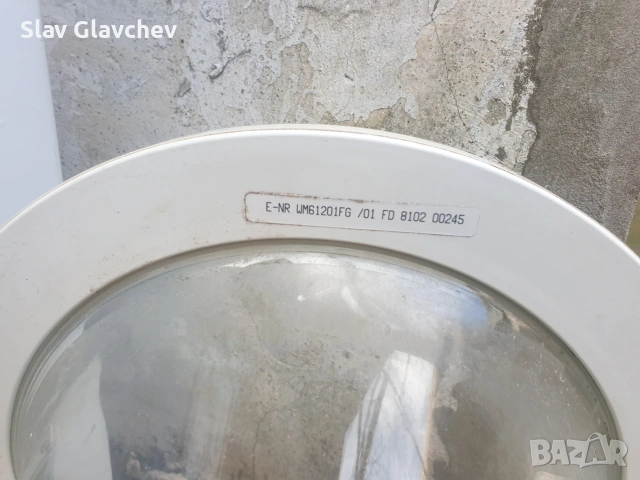 Slav Glavchev
E-NR WM61201FG /01 FD 8102 00245
BAZAR